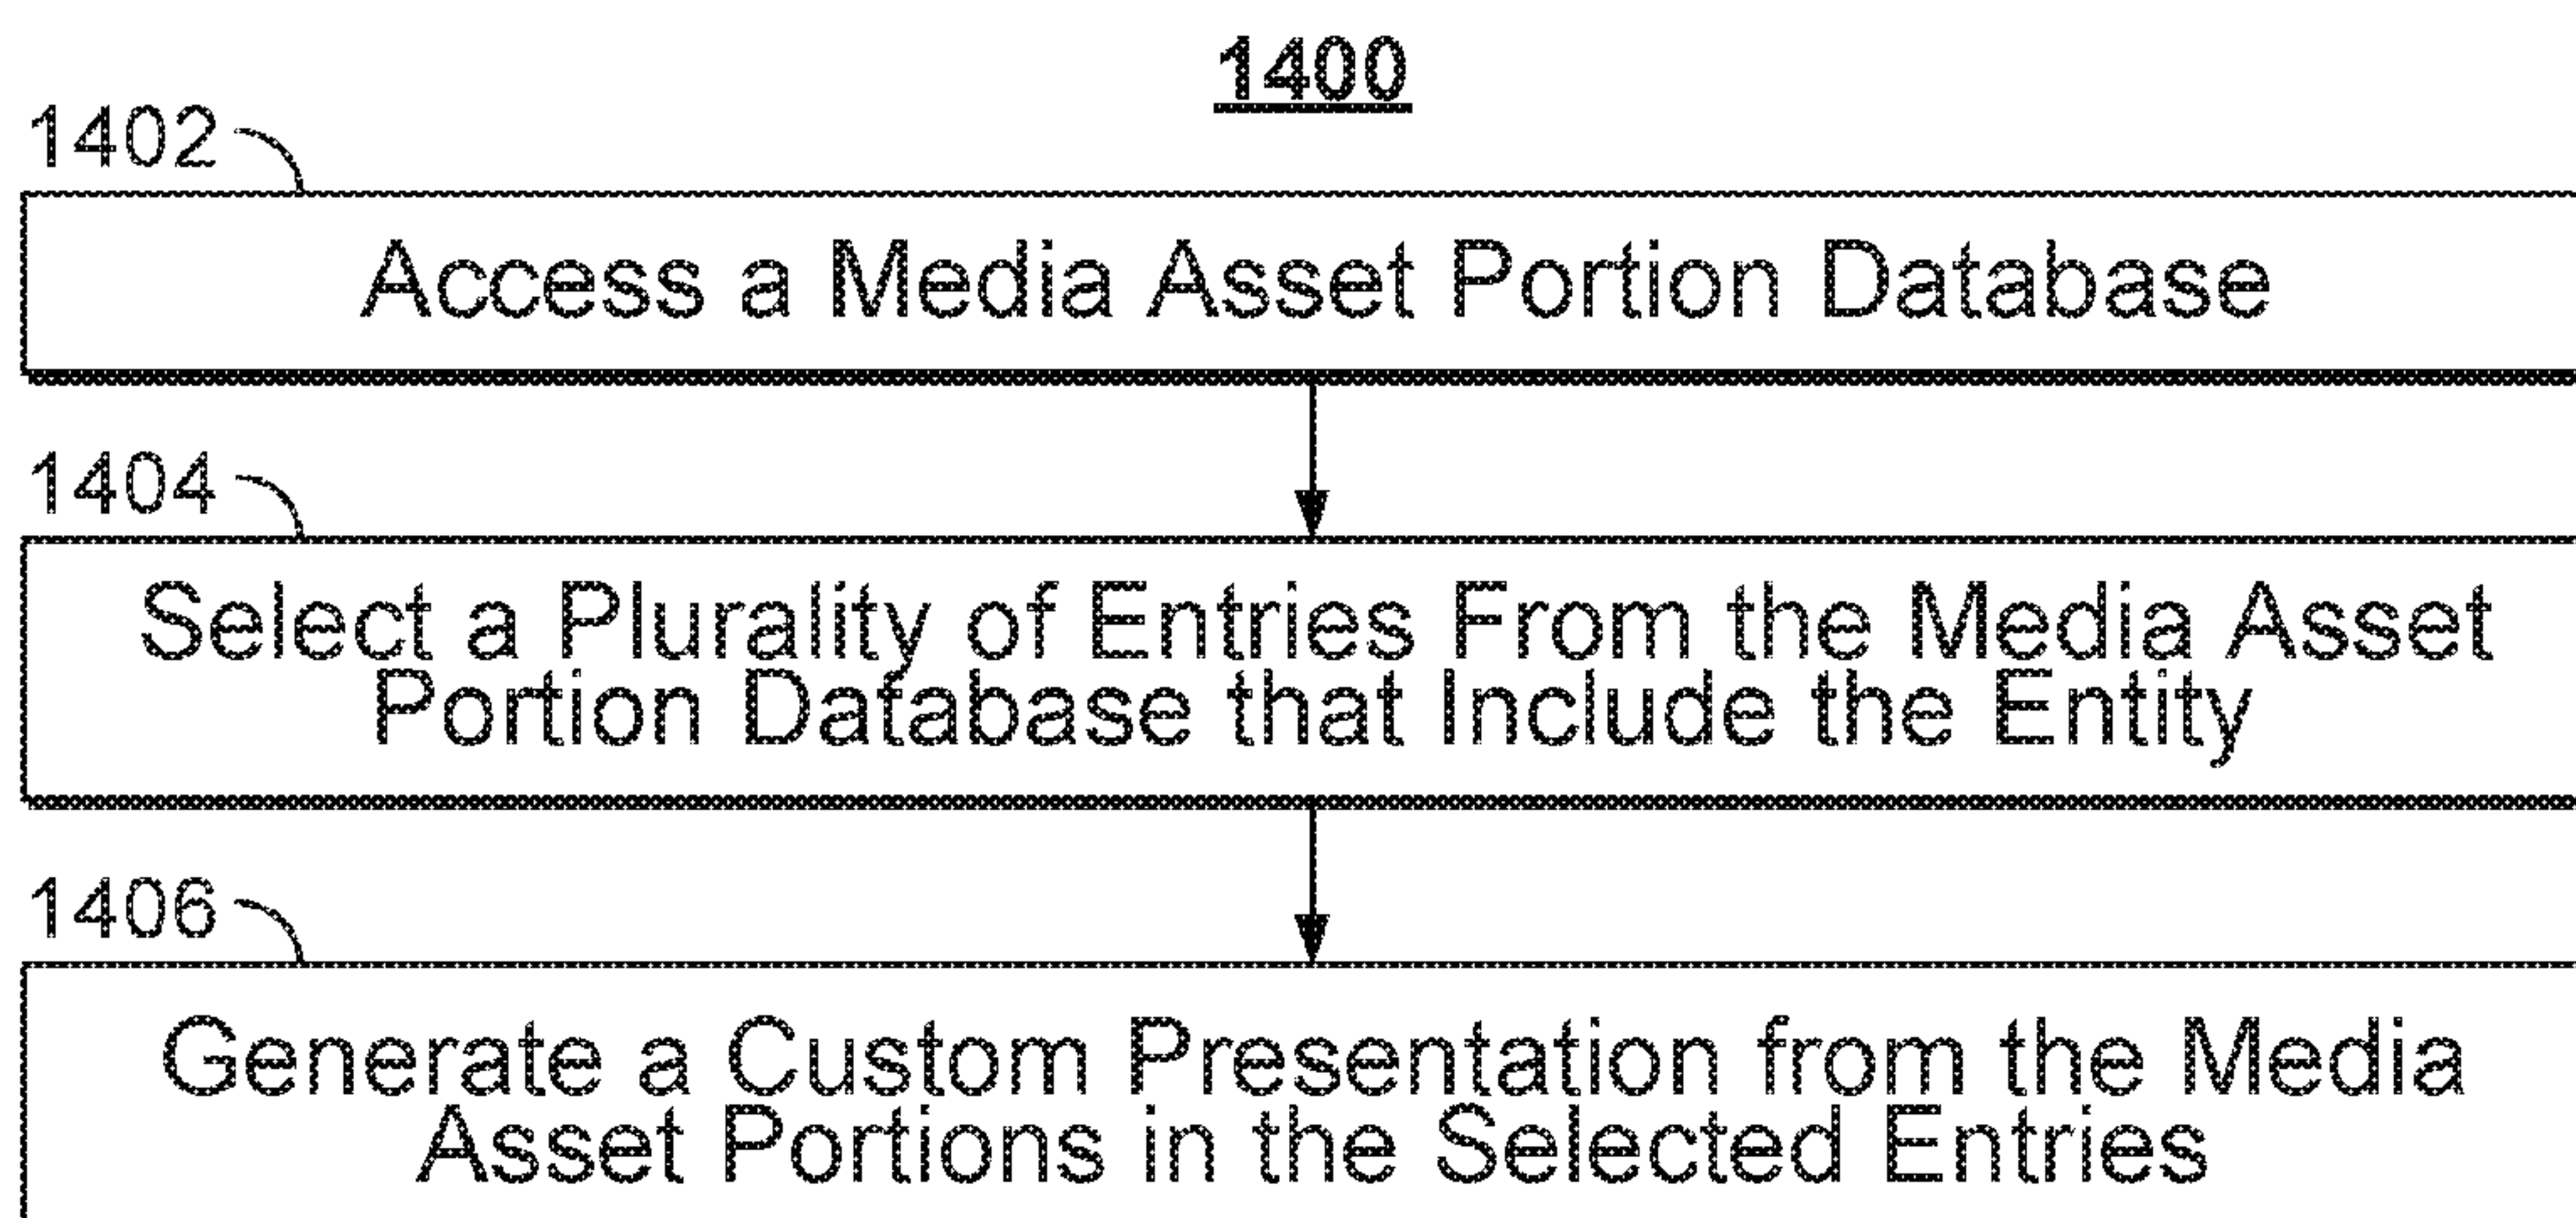 1400
1402
Access a Media Asset Portion Database
1404
Select a Plurality of Entries From the Media Asset
Portion Database that Include the Entity
1406
Generate a Custom Presentation from the Media
Asset Portions in the Selected Entries